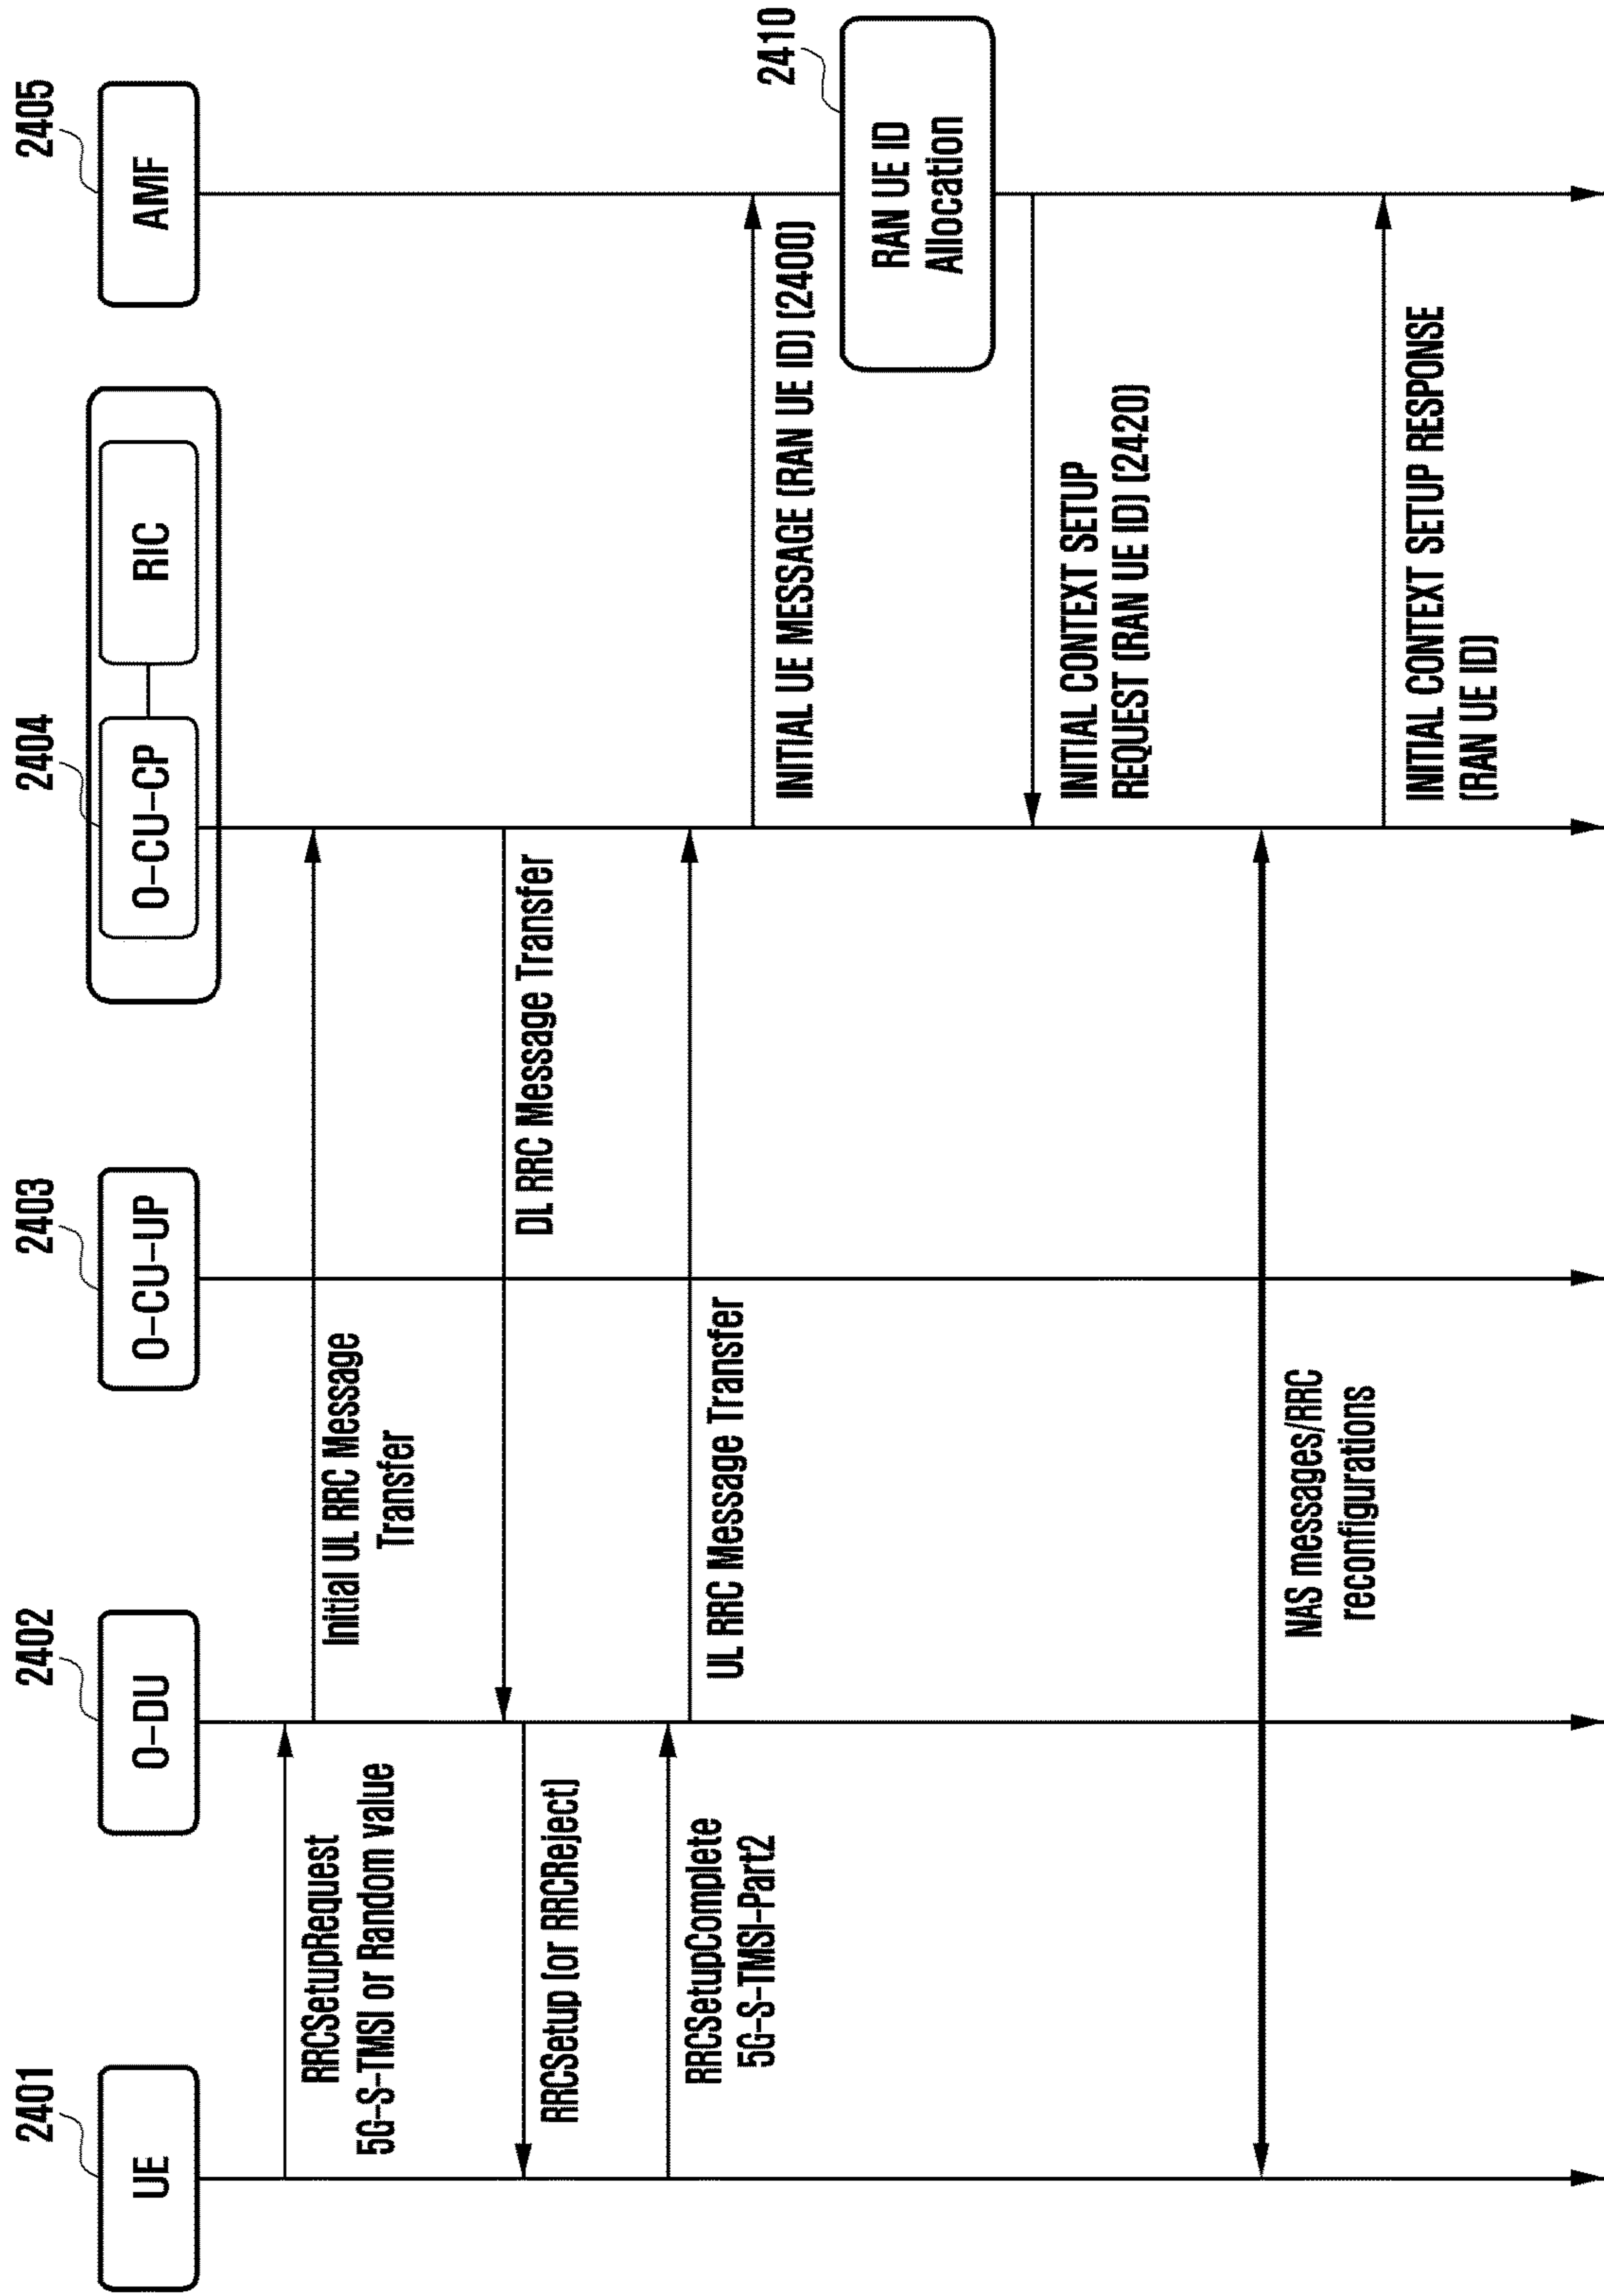 2401
UE
2402
O-DU
2403
O-CU-UP
2404
O-CU-CP
RIC
2405
AMF
RRCSetupRequest
5G-S-TMSI or Random value
Initial UL RRC Message
Transfer
DL RRC Message Transfer
RRCSetup (or RRCReject)
RRCSetupComplete
5G-S-TMSI-Part2
UL RRC Message Transfer
INITIAL UE MESSAGE (RAN UE ID) (2400)
2410
RAN UE ID
Allocation
INITIAL CONTEXT SETUP
REQUEST (RAN UE ID) (2420)
NAS messages/RRC
reconfigurations
INITIAL CONTEXT SETUP RESPONSE
(RAN UE ID)